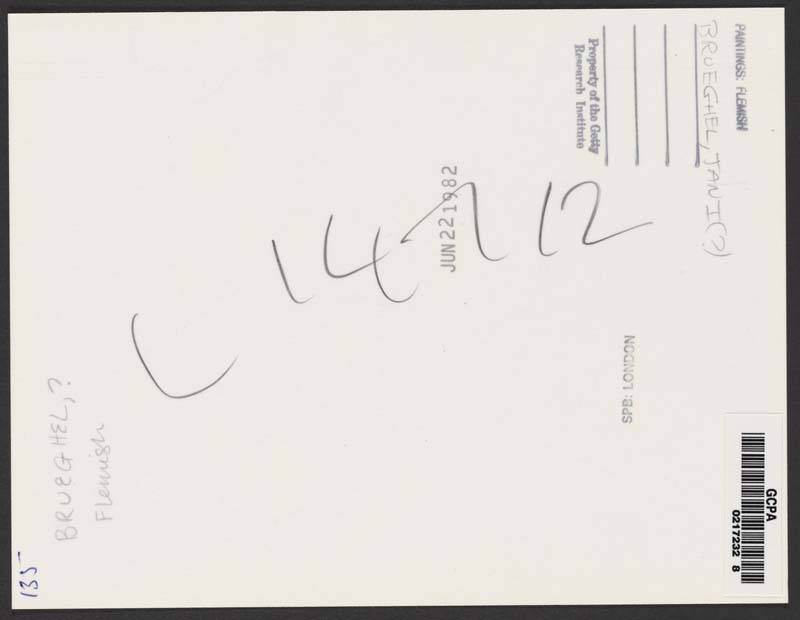 PAINTINGS: FLEMISH
BRUEGHEL, JAN I(?)
Property of the Getty
Research Institute
JUN 22 1982
SPB: LONDON
L 14712
BRUEGHEL, ?
Flemish
135
GCPA
0217232 8